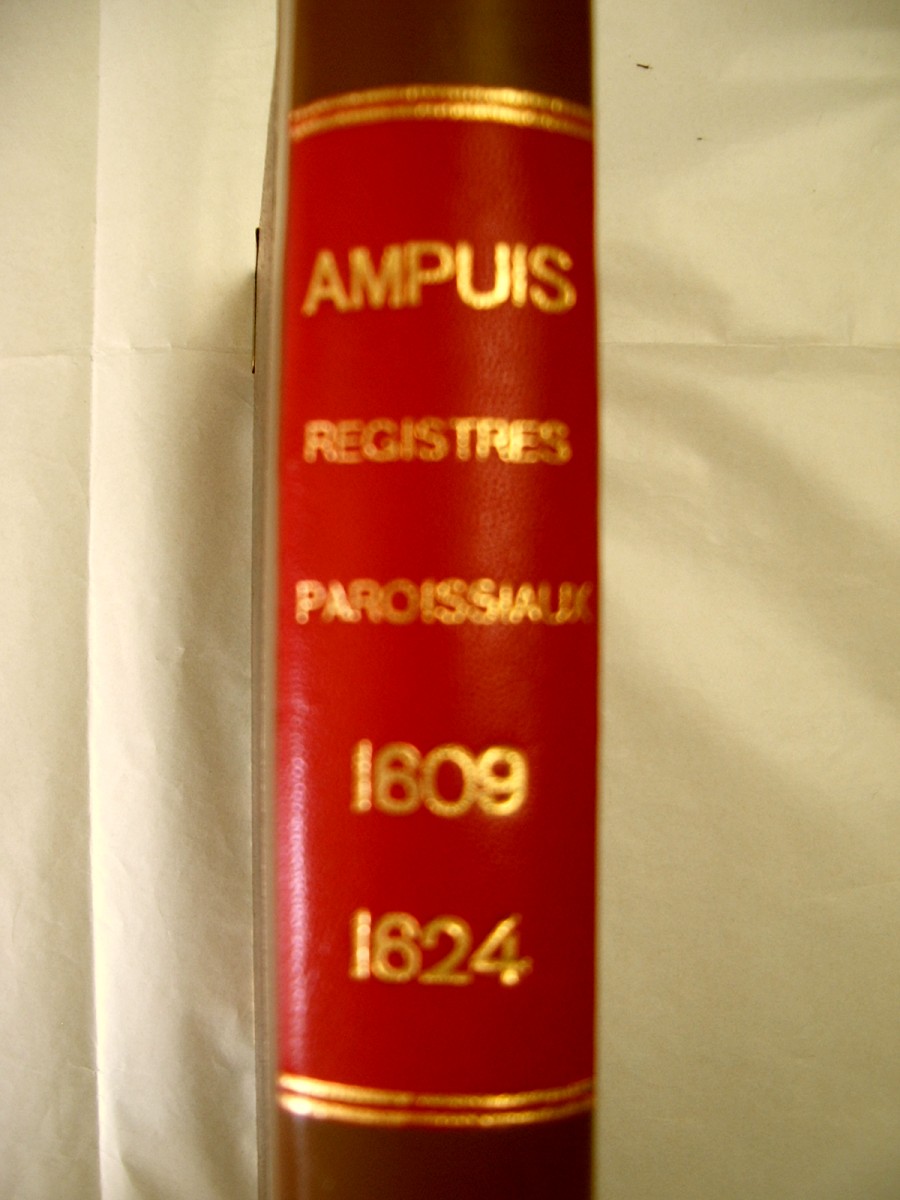 AMPUIS
REGISTRES
PAROISSIAUX
1609
1624